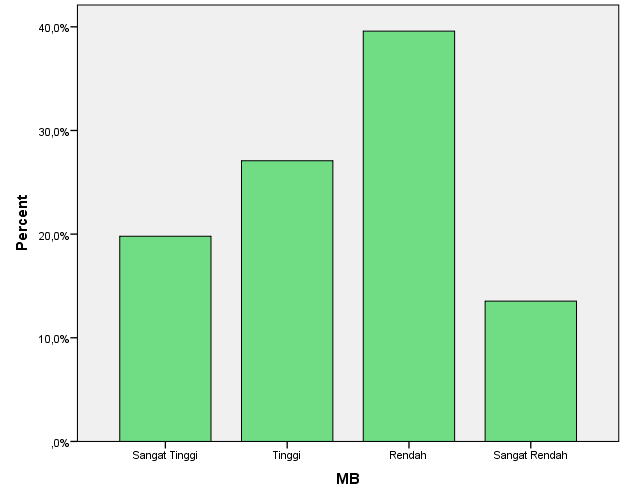 40,0%
30,0%
20,0%
10,0%
,0%
Percent
Sangat Tinggi
Tinggi
Rendah
Sangat Rendah
MB